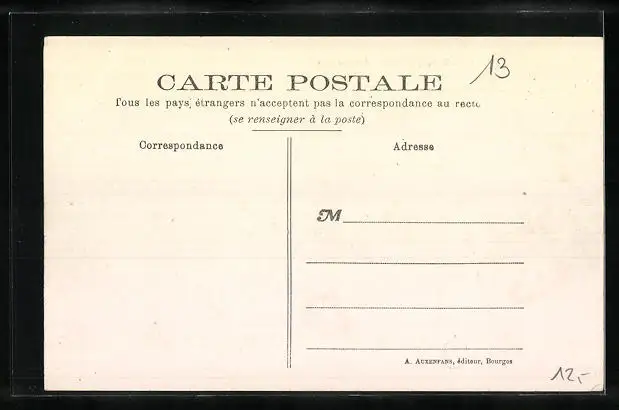 13
CARTE POSTALE
Tous les pays étrangers n'acceptent pas la correspondance au recto
(se renseigner à la poste)
Correspondance
Adresse
M
A. AUXENFANS, éditeur, Bourges
12,-